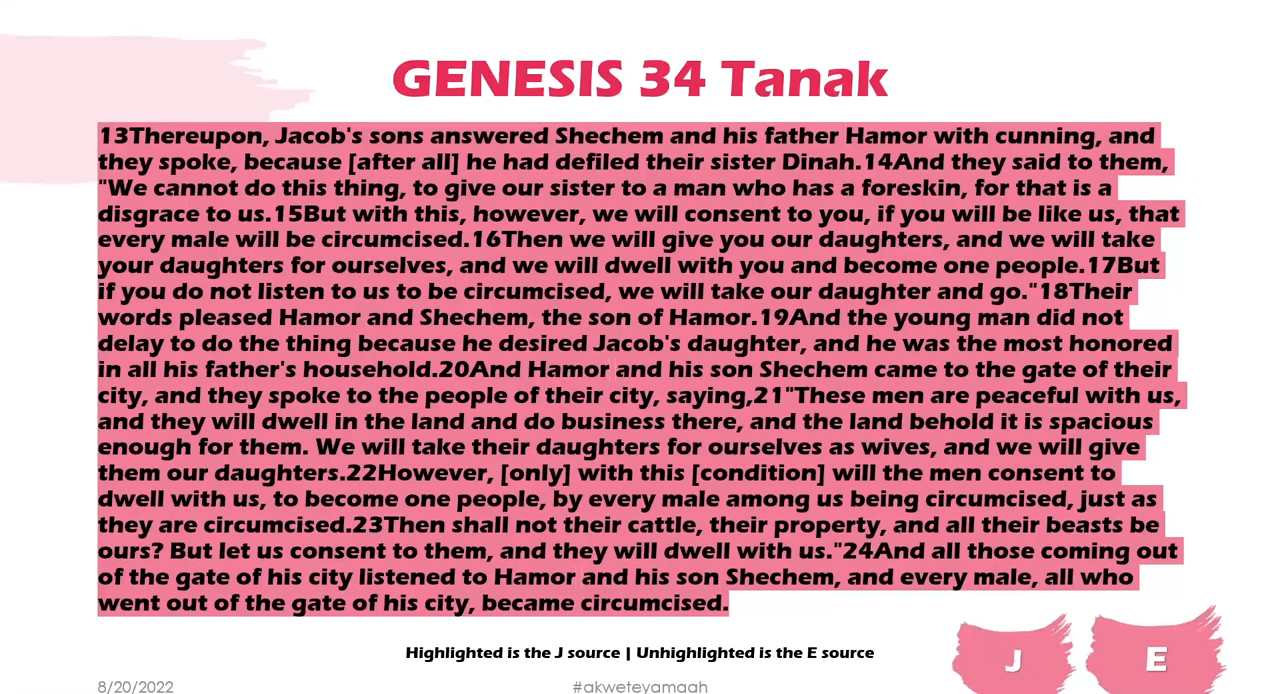 GENESIS 34 Tanak
13Thereupon, Jacob's sons answered Shechem and his father Hamor with cunning, and
they spoke, because [after all] he had defiled their sister Dinah.14And they said to them,
"We cannot do this thing, to give our sister to a man who has a foreskin, for that is a
disgrace to us.15But with this, however, we will consent to you, if you will be like us, that
every male will be circumcised.16Then we will give you our daughters, and we will take
your daughters for ourselves, and we will dwell with you and become one people.17But
if you do not listen to us to be circumcised, we will take our daughter and go."18Their
words pleased Hamor and Shechem, the son of Hamor.19And the young man did not
delay to do the thing because he desired Jacob's daughter, and he was the most honored
in all his father's household.20And Hamor and his son Shechem came to the gate of their
city, and they spoke to the people of their city, saying,21"These men are peaceful with us,
and they will dwell in the land and do business there, and the land behold it is spacious
enough for them. We will take their daughters for ourselves as wives, and we will give
them our daughters.22However, [only] with this [condition] will the men consent to
dwell with us, to become one people, by every male among us being circumcised, just as
they are circumcised.23Then shall not their cattle, their property, and all their beasts be
ours? But let us consent to them, and they will dwell with us."24And all those coming out
of the gate of his city listened to Hamor and his son Shechem, and every male, all who
went out of the gate of his city, became circumcised.
Highlighted is the J source | Unhighlighted is the E source
J
E
8/20/2022
#akweteyamaah